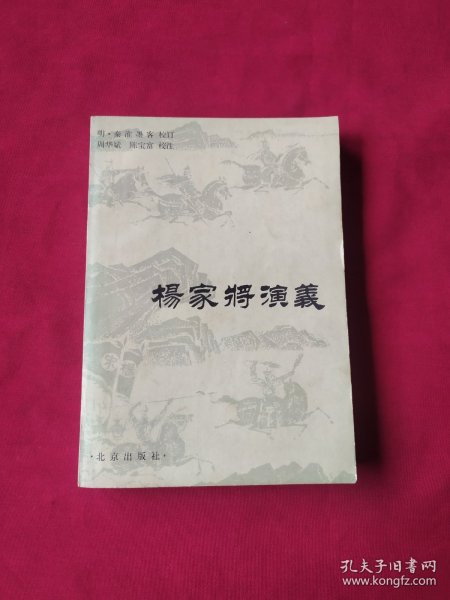 明·秦淮墨客 校订
周华斌 陈宝富 校注
楊家將演義
·北京出版社·
孔夫子旧书网
www.kongfz.com